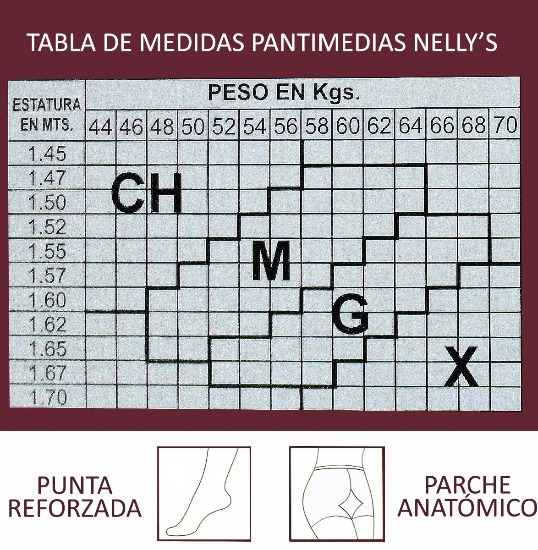 TABLA DE MEDIDAS PANTIMEDIAS NELLY'S
PESO EN Kgs.
ESTATURA
EN MTS.
44 46 48 50 52 54 56 58 60 62 64 66 68 70
1.45
1.47
1.50
CH
1.52
1.55
M
1.57
1.60
G
1.62
1.65
X
1.67
1.70
PUNTA
REFORZADA
PARCHE
ANATÓMICO